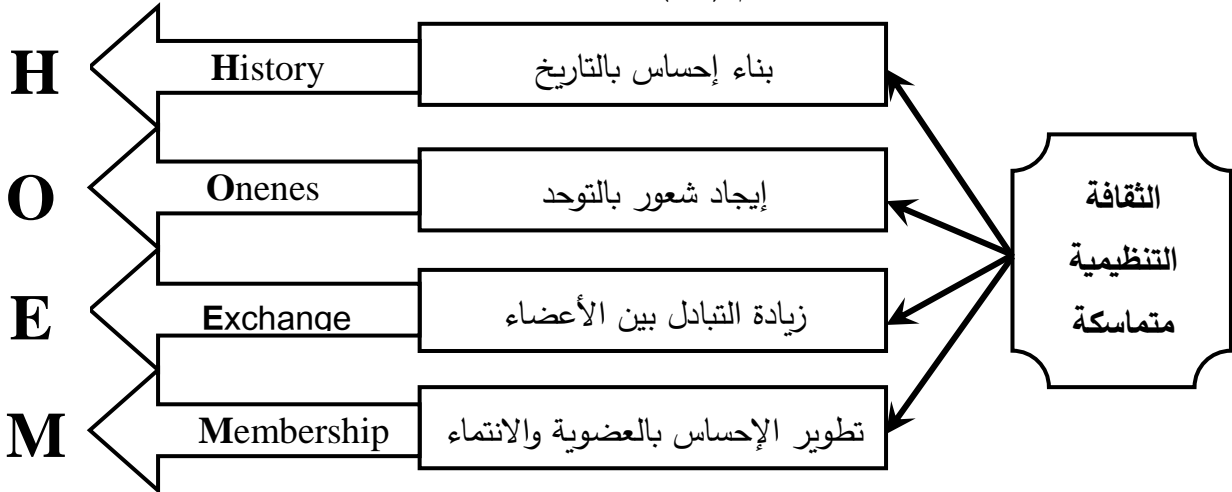 H
History
بناء إحساس بالتاريخ
O
Onenes
إيجاد شعور بالتوحد
E
Exchange
زيادة التبادل بين الأعضاء
M
Membership
تطوير الإحساس بالعضوية والانتماء
الثقافة
التنظيمية
متماسكة